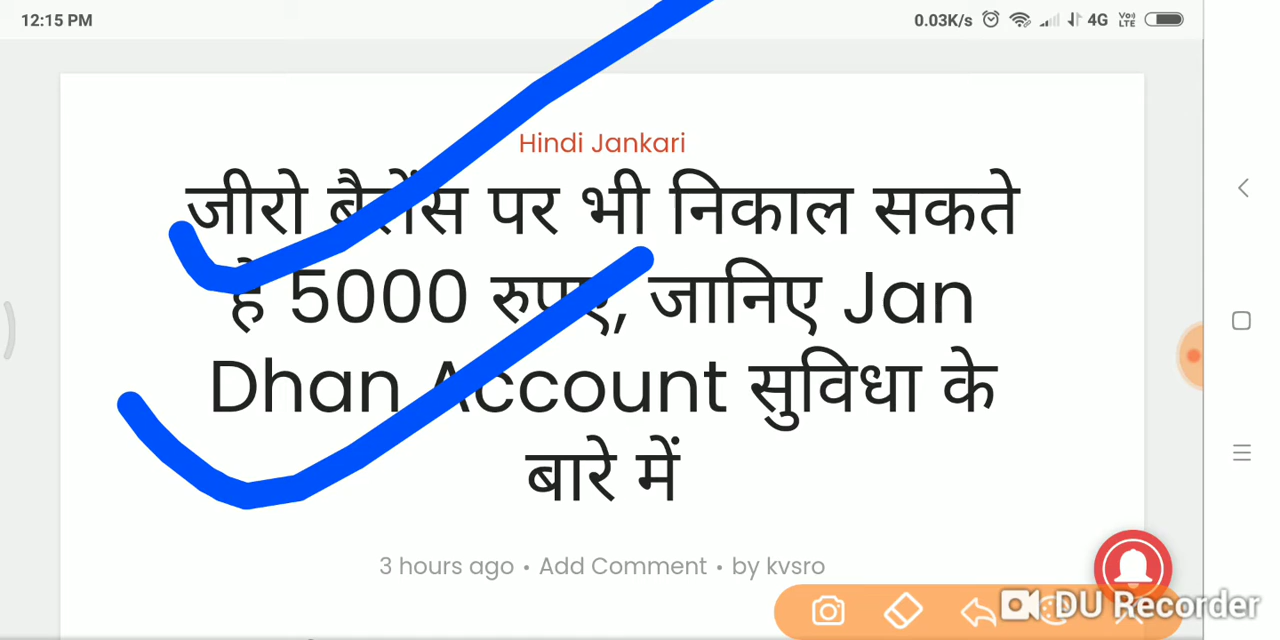 12:15 PM
0.03K/s 4G VoLTE
Hindi Jankari
जीरो बैलेंस पर भी निकाल सकते
है 5000 रुपए, जानिए Jan
Dhan Account सुविधा के
बारे में
3 hours ago • Add Comment • by kvsro
DU Recorder